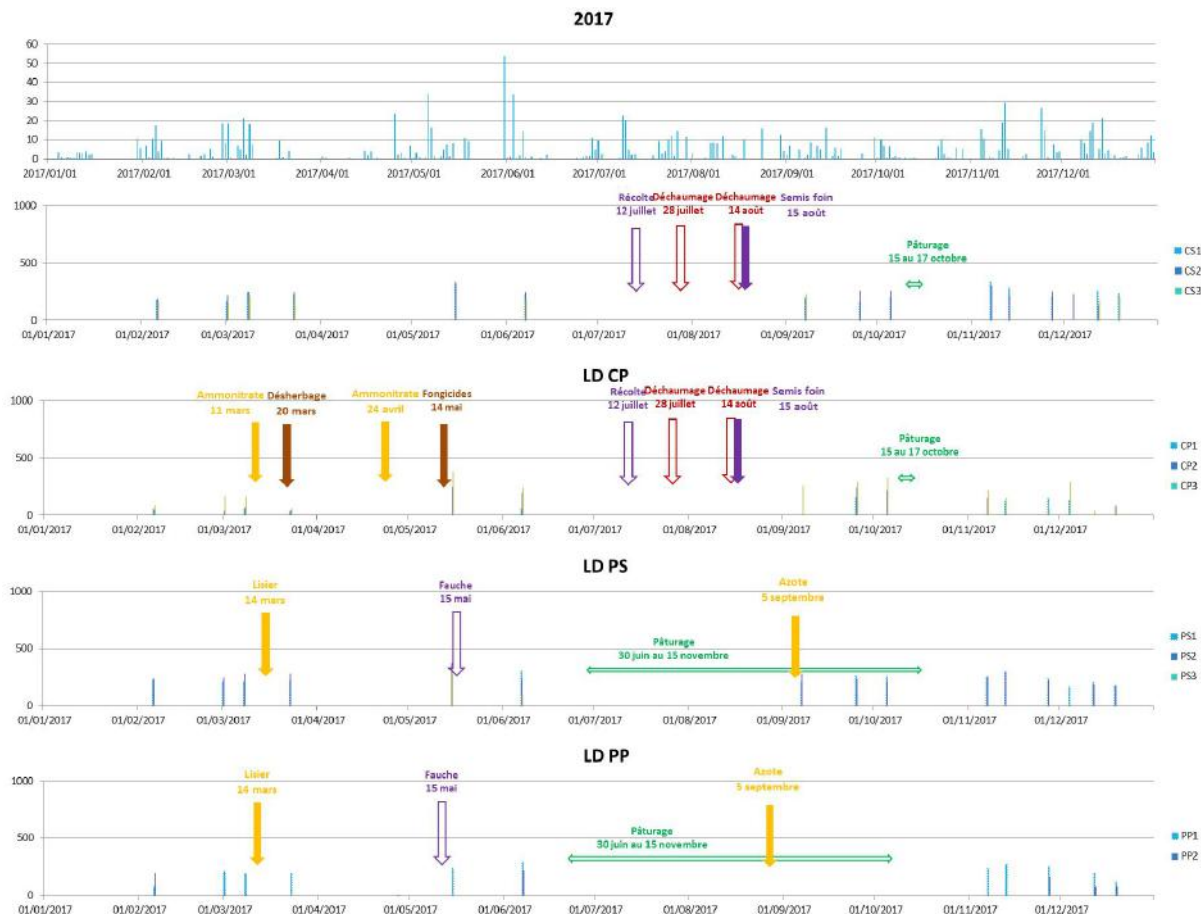 2017
60
50
40
30
20
10
0
2017/01/01 2017/02/01 2017/03/01 2017/04/01 2017/05/01 2017/06/01 2017/07/01 2017/08/01 2017/09/01 2017/10/01 2017/11/01 2017/12/01
Récolte Déchaumage Déchaumage Semis foin
12 juillet 28 juillet 14 août 15 août
Pâturage
15 au 17 octobre
1000
500
0
CS1
CS2
CS3
01/01/2017 01/02/2017 01/03/2017 01/04/2017 01/05/2017 01/06/2017 01/07/2017 01/08/2017 01/09/2017 01/10/2017 01/11/2017 01/12/2017
LD CP
Ammonitrate Désherbage Ammonitrate Fongicides Récolte Déchaumage Déchaumage Semis foin
11 mars 20 mars 24 avril 14 mai 12 juillet 28 juillet 14 août 15 août
Pâturage
15 au 17 octobre
1000
500
0
CP1
CP2
CP3
01/01/2017 01/02/2017 01/03/2017 01/04/2017 01/05/2017 01/06/2017 01/07/2017 01/08/2017 01/09/2017 01/10/2017 01/11/2017 01/12/2017
LD PS
Lisier Fauche Azote
14 mars 15 mai 5 septembre
Pâturage
30 juin au 15 novembre
1000
500
0
PS1
PS2
PS3
01/01/2017 01/02/2017 01/03/2017 01/04/2017 01/05/2017 01/06/2017 01/07/2017 01/08/2017 01/09/2017 01/10/2017 01/11/2017 01/12/2017
LD PP
Lisier Fauche Azote
14 mars 15 mai 5 septembre
Pâturage
30 juin au 15 novembre
1000
500
0
PP1
PP2
01/01/2017 01/02/2017 01/03/2017 01/04/2017 01/05/2017 01/06/2017 01/07/2017 01/08/2017 01/09/2017 01/10/2017 01/11/2017 01/12/2017